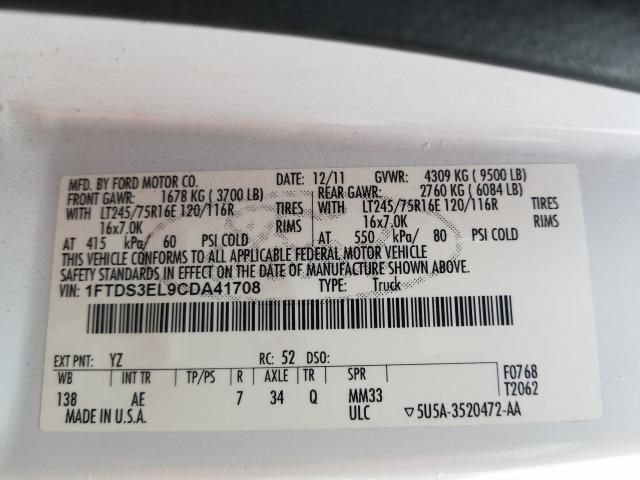 MFD. BY FORD MOTOR CO. DATE: 12/11 GVWR: 4309 KG ( 9500 LB)
FRONT GAWR: 1678 KG ( 3700 LB) REAR GAWR: 2760 KG ( 6084 LB)
WITH LT245/75R16E 120/116R TIRES WITH LT245/75R16E 120/116R TIRES
16x7.0K RIMS 16x7.0K RIMS
AT 415 kPa/ 60 PSI COLD AT 550 kPa/ 80 PSI COLD
THIS VEHICLE CONFORMS TO ALL APPLICABLE FEDERAL MOTOR VEHICLE
SAFETY STANDARDS IN EFFECT ON THE DATE OF MANUFACTURE SHOWN ABOVE.
VIN: 1FTDS3EL9CDA41708 TYPE: Truck
EXT PNT: YZ RC: 52 DSO:
WB INT TR TP/PS R AXLE TR SPR F0768
138 AE 7 34 Q MM33 T2062
MADE IN U.S.A. ULC ▽5U5A-3520472-AA